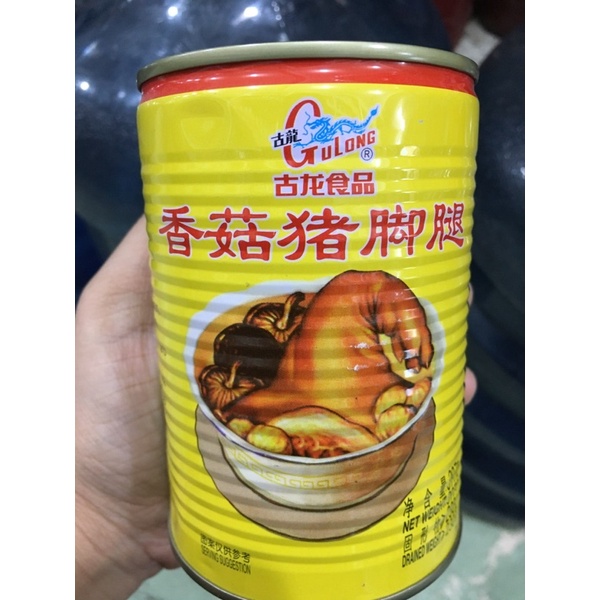 古龍
GULONG ®
古龙食品
香菇猪脚腿
净含量
NET WEIGHT
固形物
DRAINED WEIGHT
图案仅供参考
SERVING SUGGESTION